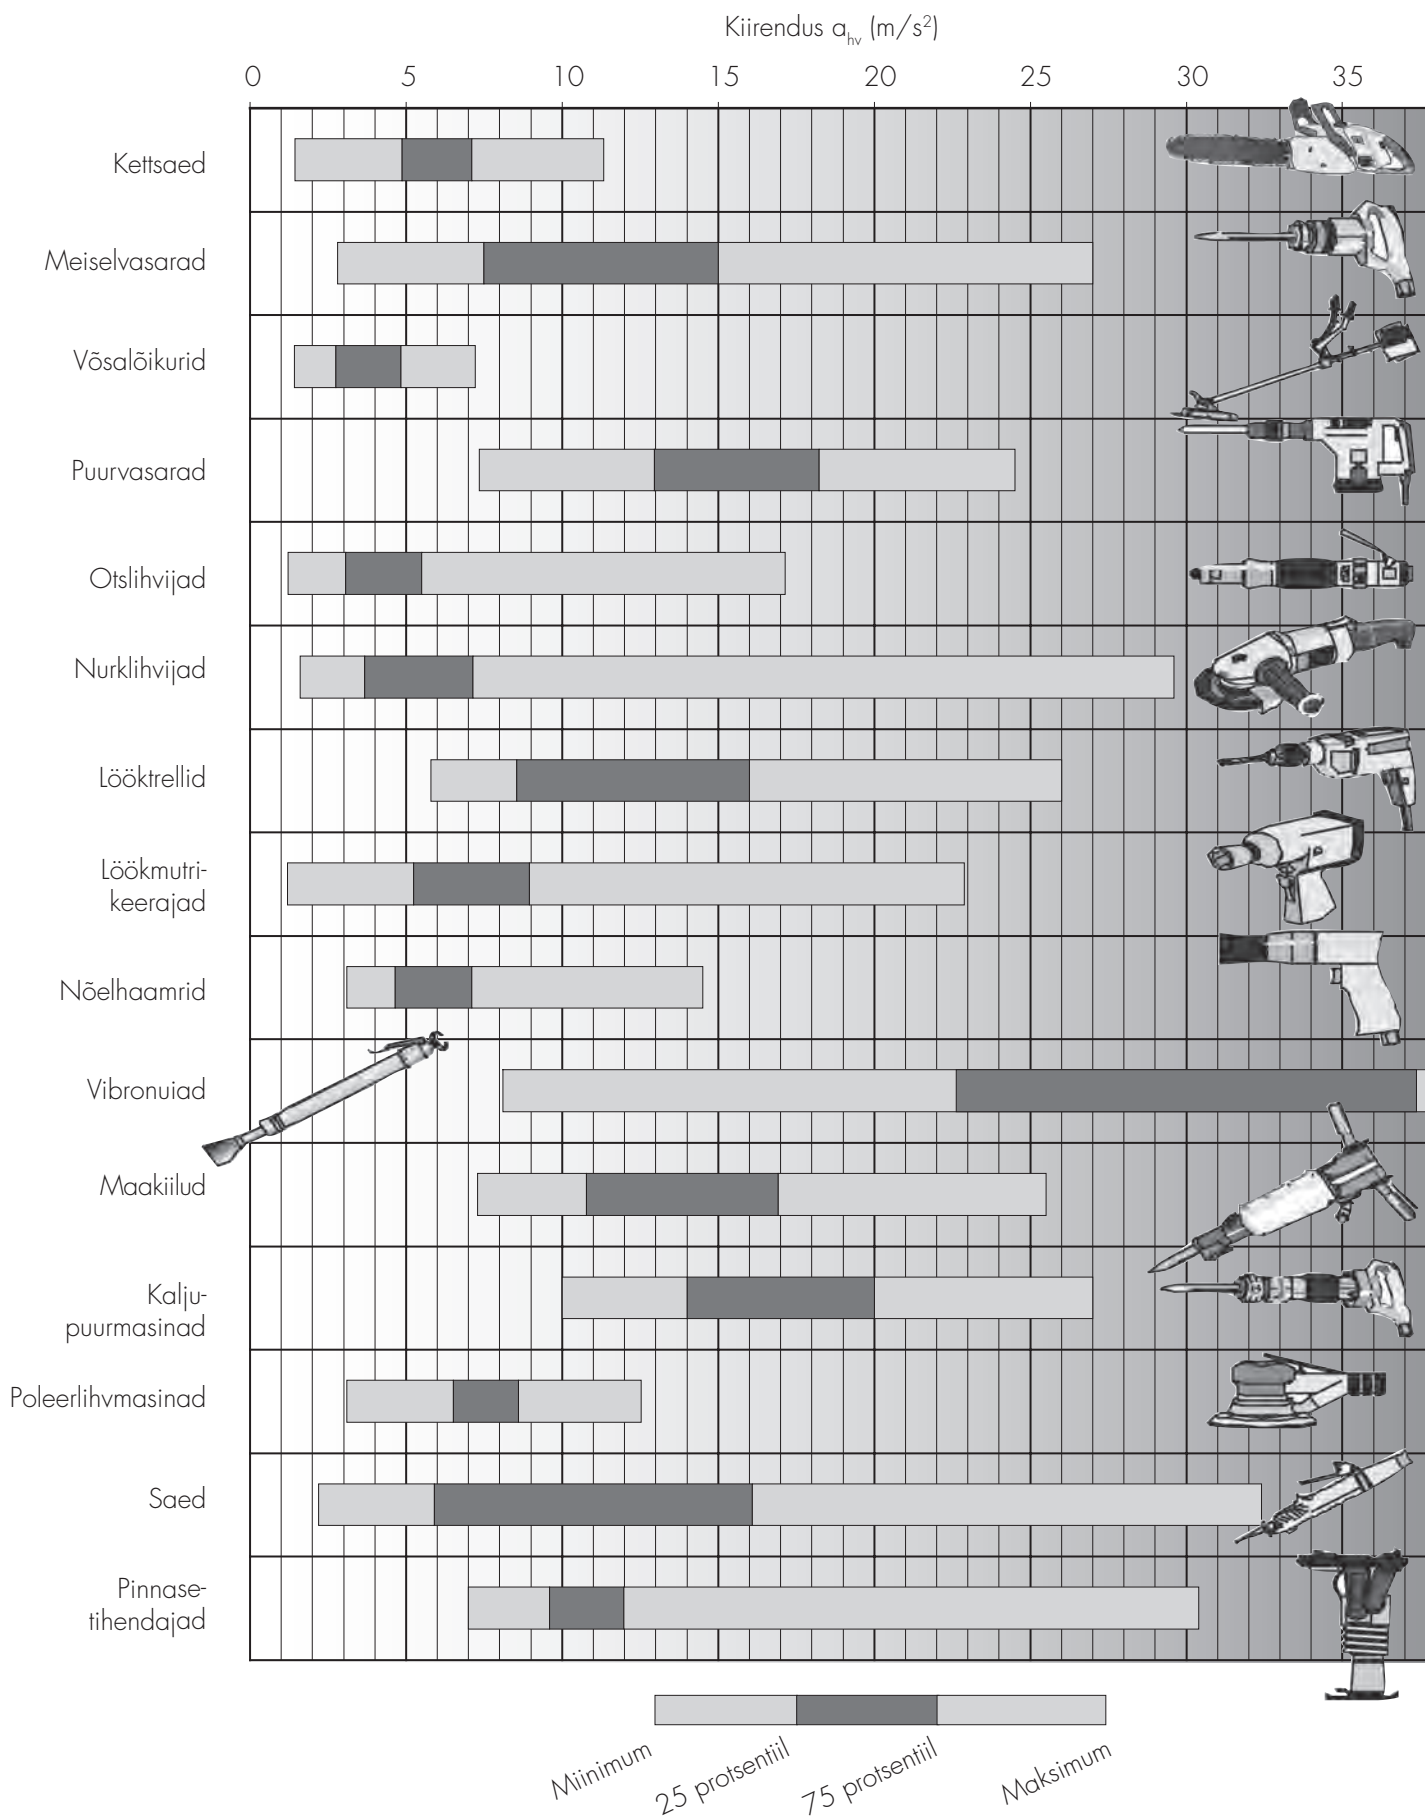 Kiirendus a_hv (m/s²)
0 5 10 15 20 25 30 35
Kettsaed
Meiselvasarad
Võsalõikurid
Puurvasarad
Otslihvijad
Nurklihvijad
Lööktrellid
Löökmutri-
keerajad
Nõelhaamrid
Vibronuiad
Maakiilud
Kalju-
puurmasinad
Poleerlihvmasinad
Saed
Pinnase-
tihendajad
Miinimum
25 protsentiil
75 protsentiil
Maksimum